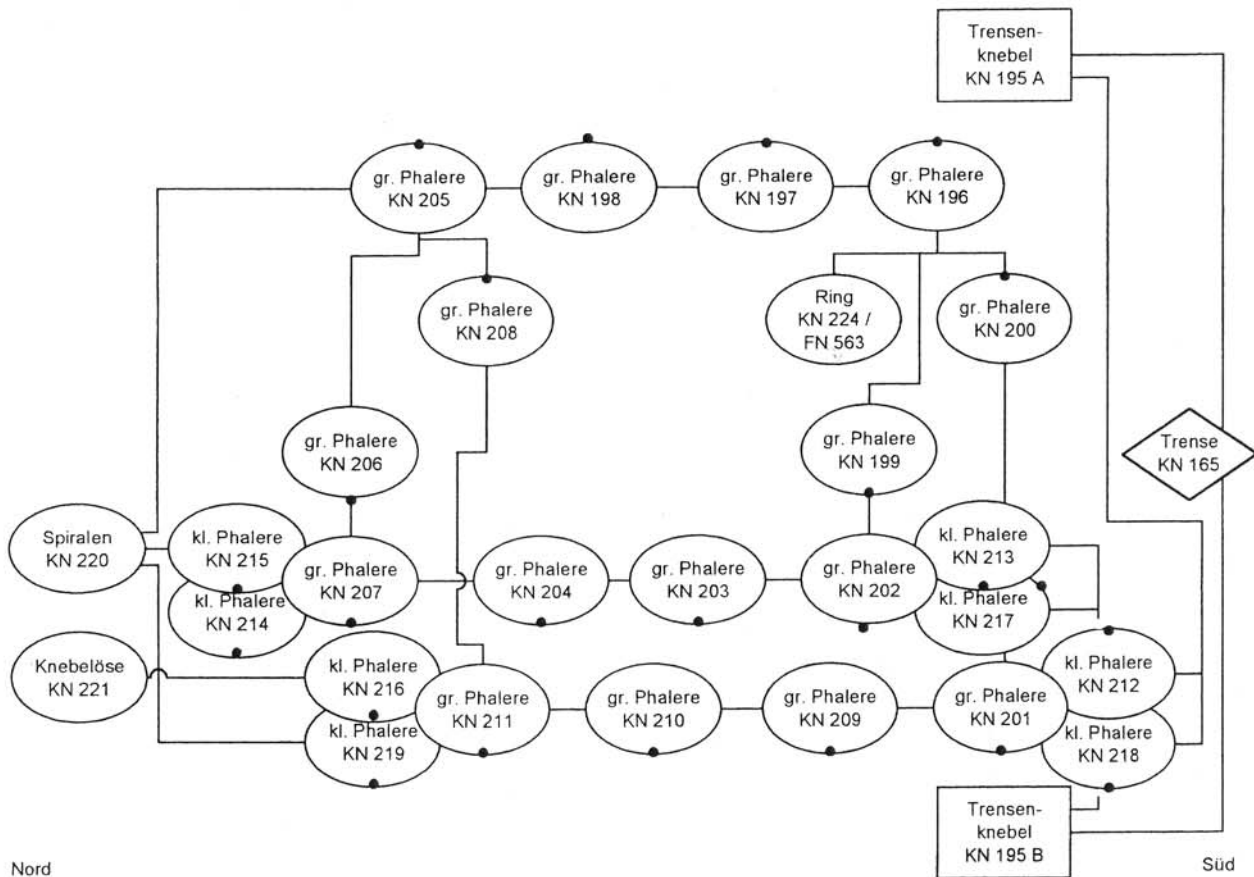 Trensen-
knebel
KN 195 A
gr. Phalere
KN 205
gr. Phalere
KN 198
gr. Phalere
KN 197
gr. Phalere
KN 196
gr. Phalere
KN 208
Ring
KN 224 /
FN 563
gr. Phalere
KN 200
gr. Phalere
KN 206
gr. Phalere
KN 199
Trense
KN 165
Spiralen
KN 220
kl. Phalere
KN 215
kl. Phalere
KN 214
gr. Phalere
KN 207
gr. Phalere
KN 204
gr. Phalere
KN 203
gr. Phalere
KN 202
kl. Phalere
KN 213
kl. Phalere
KN 217
Knebelöse
KN 221
kl. Phalere
KN 216
kl. Phalere
KN 219
gr. Phalere
KN 211
gr. Phalere
KN 210
gr. Phalere
KN 209
gr. Phalere
KN 201
kl. Phalere
KN 212
kl. Phalere
KN 218
Trensen-
knebel
KN 195 B
Nord
Süd